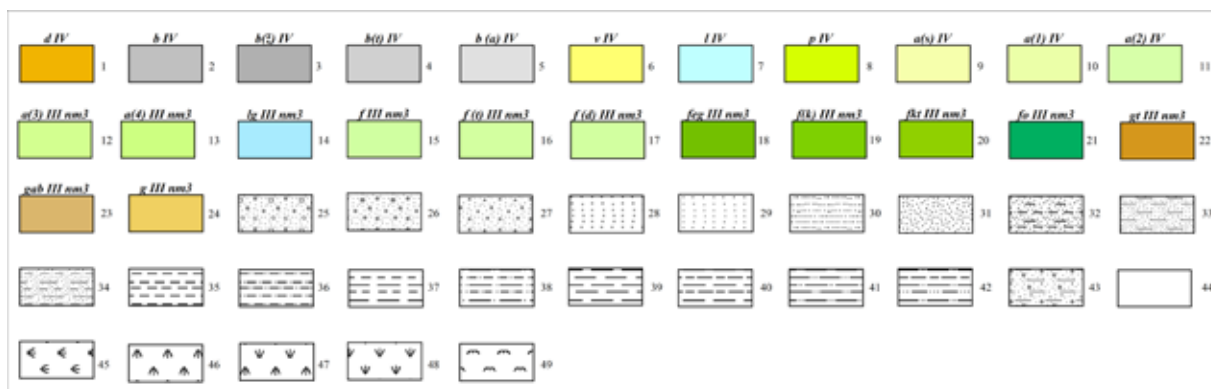 d IV b IV b(ž) IV b(t) IV b (a) IV v IV l IV p IV a(s) IV a(1) IV a(2) IV
1 2 3 4 5 6 7 8 9 10 11
a(3) III nm3 a(4) III nm3 lg III nm3 f III nm3 f (t) III nm3 f (d) III nm3 feg III nm3 f(k) III nm3 fkt III nm3 fo III nm3 gt III nm3
12 13 14 15 16 17 18 19 20 21 22
gab III nm3 g III nm3
23 24 25 26 27 28 29 30 31 32 33
34 35 36 37 38 39 40 41 42 43 44
45 46 47 48 49